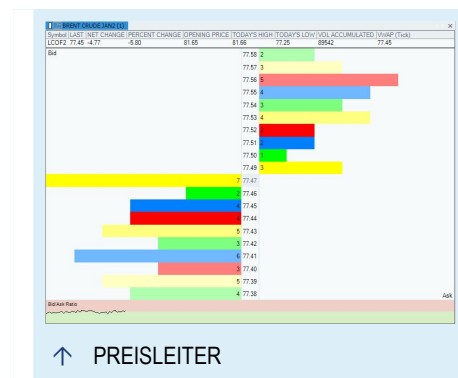 BRENT CRUDE JAN2 [1]
Symbol LAST NET CHANGE PERCENT CHANGE OPENING PRICE TODAY'S HIGH TODAY'S LOW VOL ACCUMULATED VWAP (Tick)
LCOF2 77.45 -4.77 -5.80 81.65 81.66 77.25 89542 77.45
Bid
77.58 2
77.57 3
77.56 5
77.55 4
77.54 3
77.53 4
77.52
77.51 2
77.50
77.49 3
7 77.47
2 77.46
4 77.45
77.44
5 77.43
3 77.42
6 77.41
3 77.40
5 77.39
4 77.38
Ask
Bid/Ask Ratio
↑ PREISLEITER